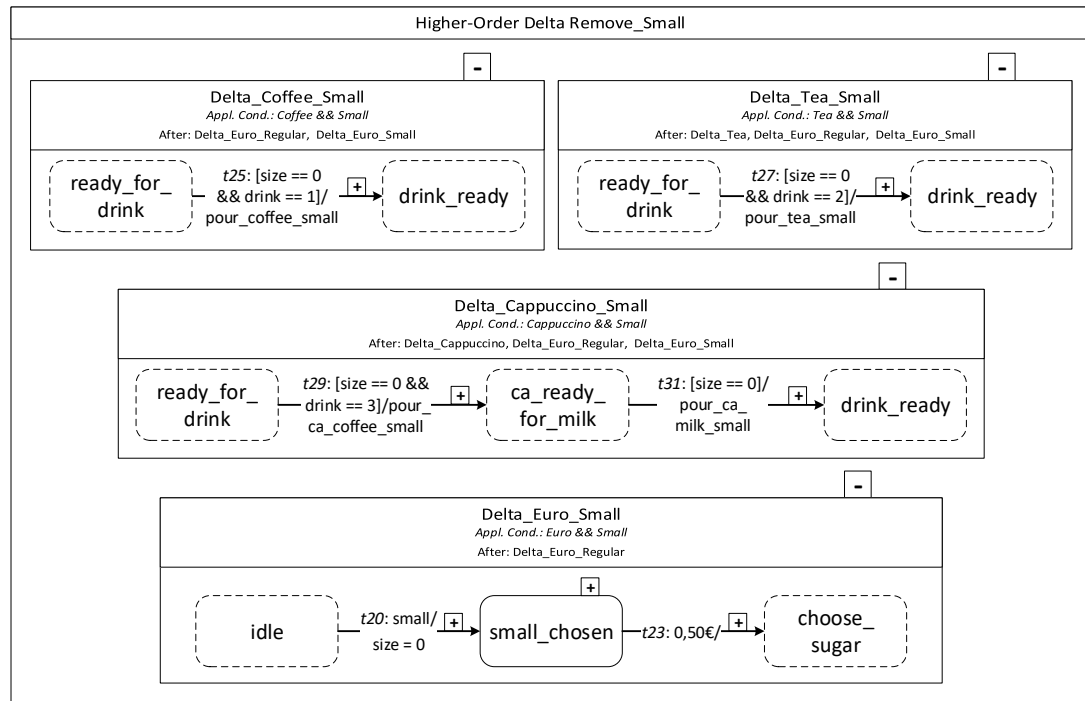 Higher-Order Delta Remove_Small
-
Delta_Coffee_Small
Appl. Cond.: Coffee && Small
After: Delta_Euro_Regular, Delta_Euro_Small
ready_for_
drink
t25: [size == 0
&& drink == 1]/
pour_coffee_small
+
drink_ready
-
Delta_Tea_Small
Appl. Cond.: Tea && Small
After: Delta_Tea, Delta_Euro_Regular, Delta_Euro_Small
ready_for_
drink
t27: [size == 0
&& drink == 2]/
pour_tea_small
+
drink_ready
-
Delta_Cappuccino_Small
Appl. Cond.: Cappuccino && Small
After: Delta_Cappuccino, Delta_Euro_Regular, Delta_Euro_Small
ready_for_
drink
t29: [size == 0 &&
drink == 3]/pour_
ca_coffee_small
+
ca_ready_
for_milk
t31: [size == 0]/
pour_ca_
milk_small
+
drink_ready
-
Delta_Euro_Small
Appl. Cond.: Euro && Small
After: Delta_Euro_Regular
idle
t20: small/
size = 0
+
+
small_chosen
t23: 0,50€/
+
choose_
sugar